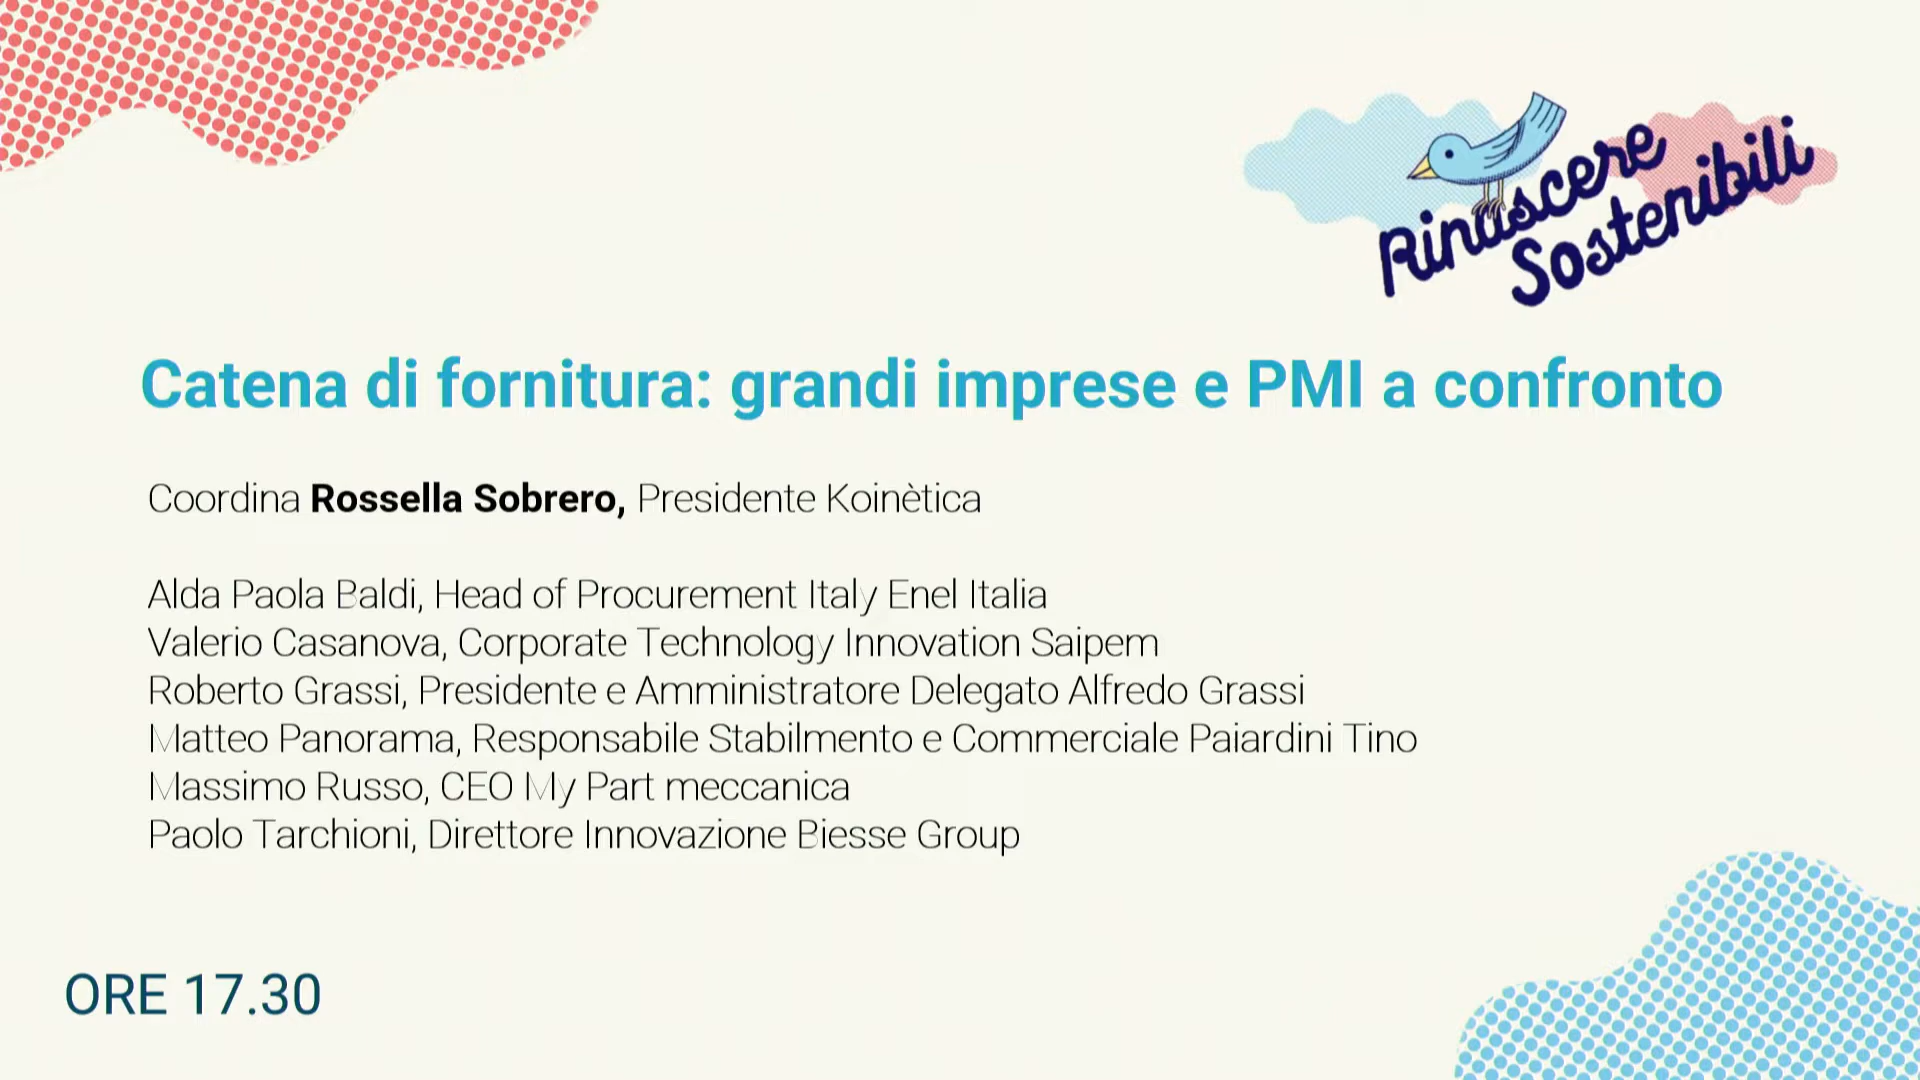 Rinascere
Sostenibili
Catena di fornitura: grandi imprese e PMI a confronto
Coordina Rossella Sobrero, Presidente Koinètica
Alda Paola Baldi, Head of Procurement Italy Enel Italia
Valerio Casanova, Corporate Technology Innovation Saipem
Roberto Grassi, Presidente e Amministratore Delegato Alfredo Grassi
Matteo Panorama, Responsabile Stabilmento e Commerciale Paiardini Tino
Massimo Russo, CEO My Part meccanica
Paolo Tarchioni, Direttore Innovazione Biesse Group
ORE 17.30